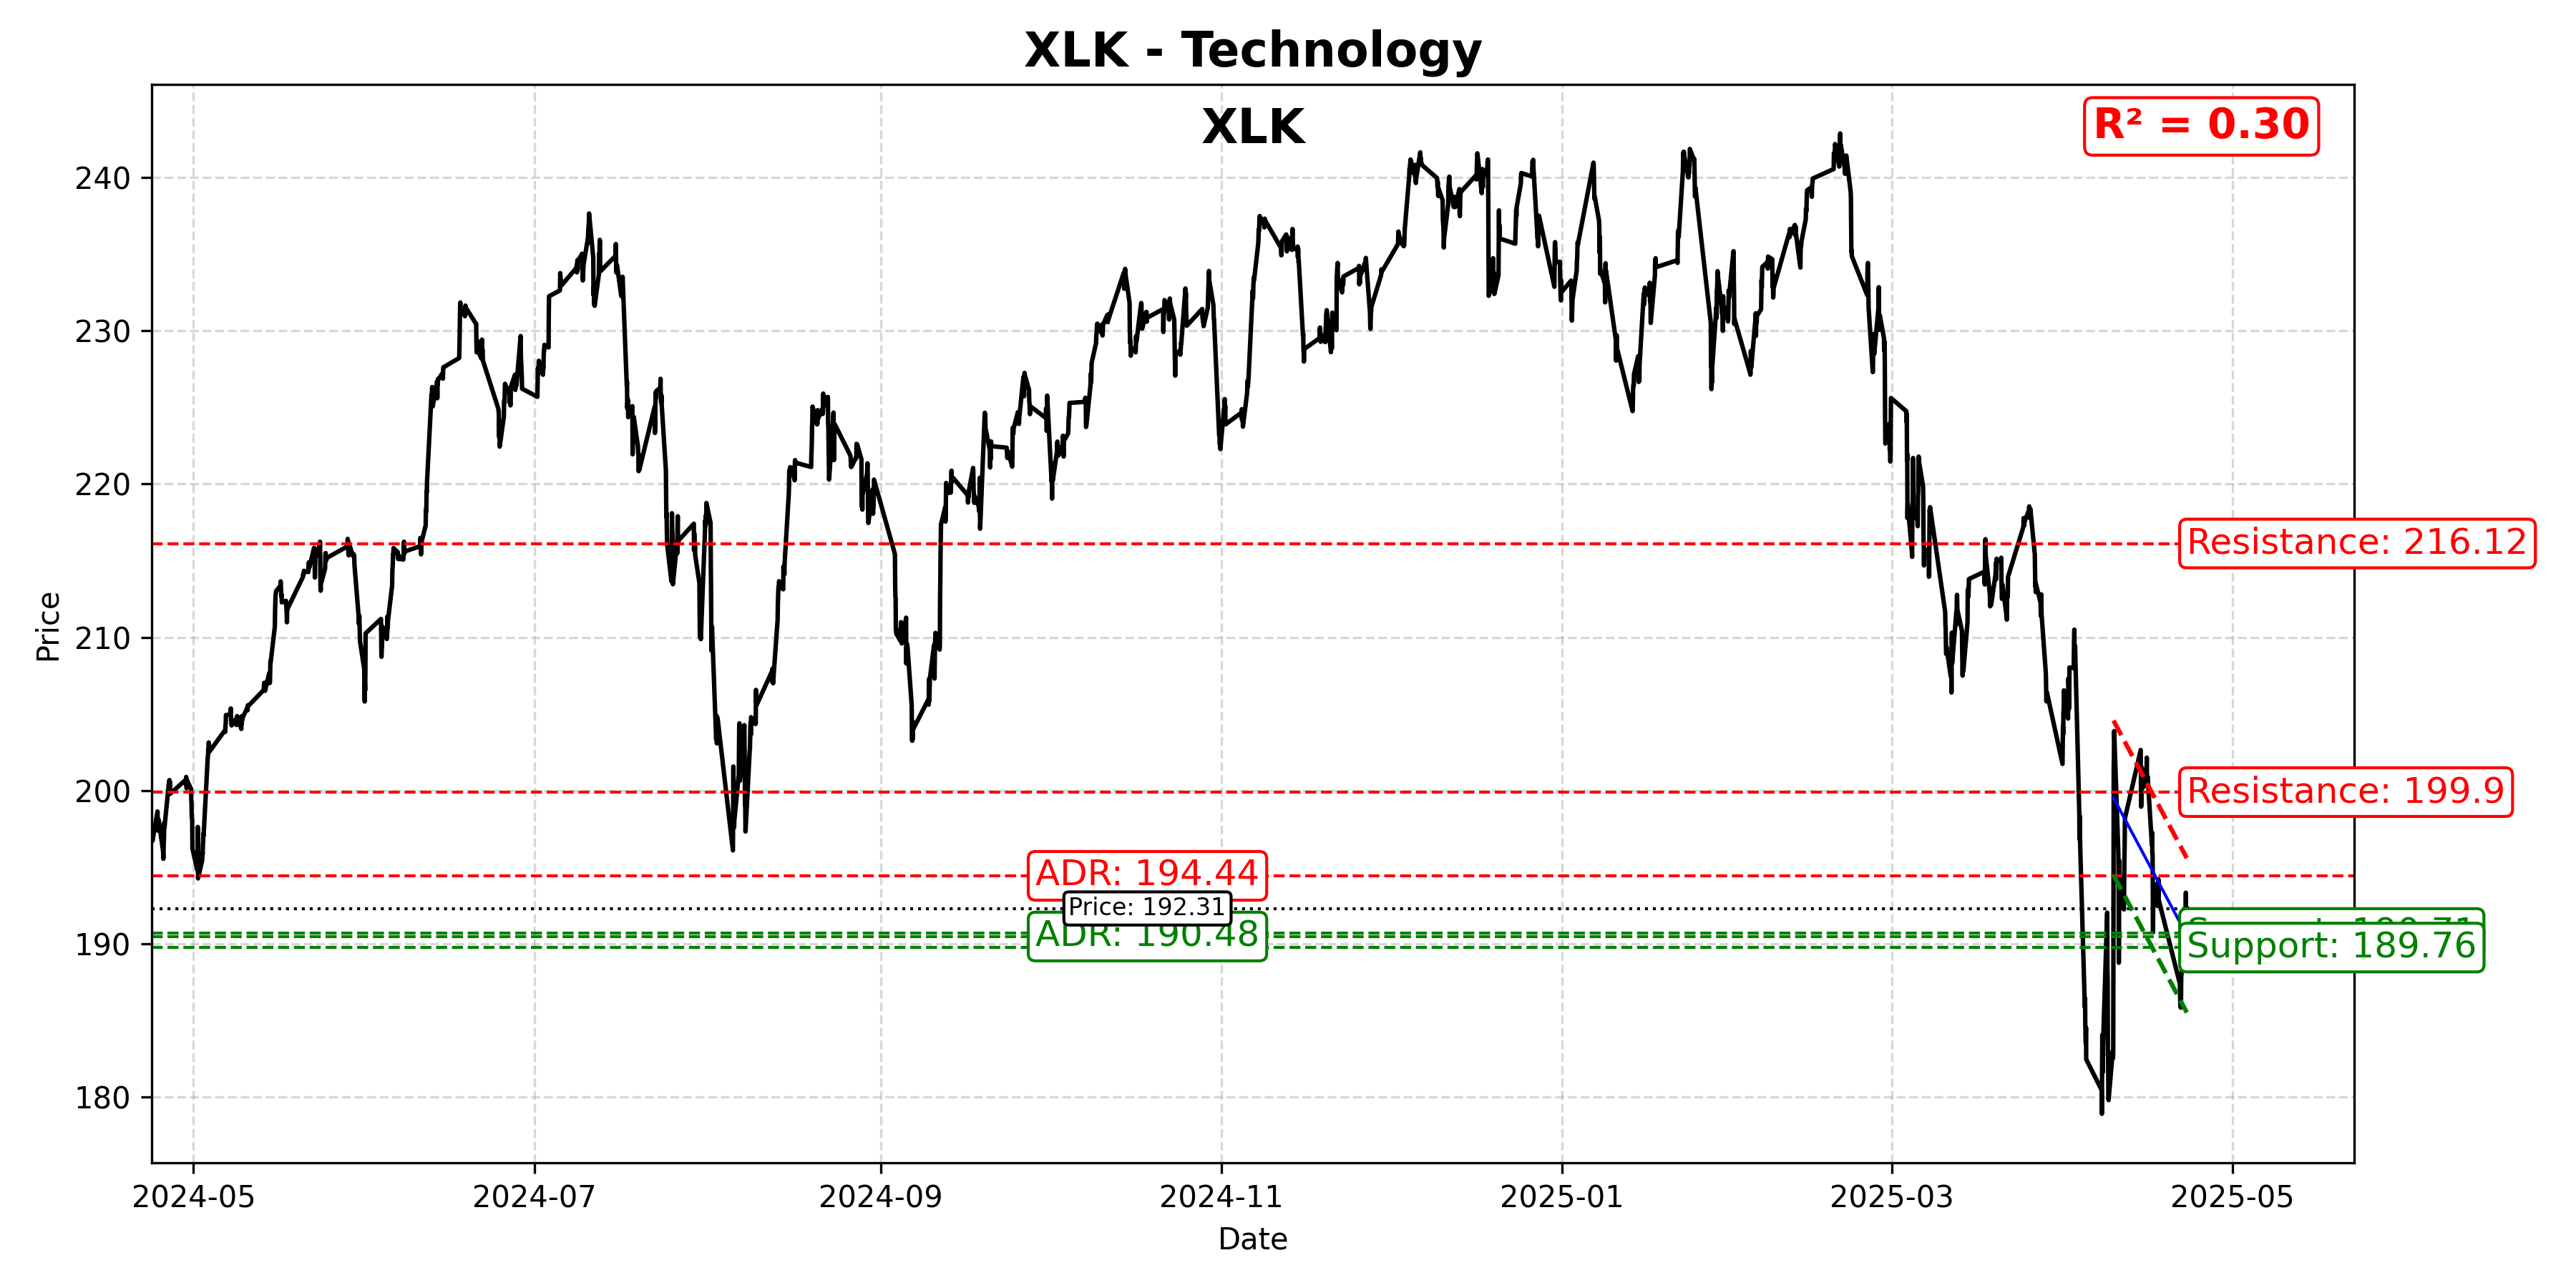 XLK - Technology
XLK
R² = 0.30
240
230
220
210
200
190
180
Price
Resistance: 216.12
Resistance: 199.9
ADR: 194.44
Price: 192.31
ADR: 190.48
Support: 189.76
2024-05
2024-07
2024-09
2024-11
2025-01
2025-03
2025-05
Date